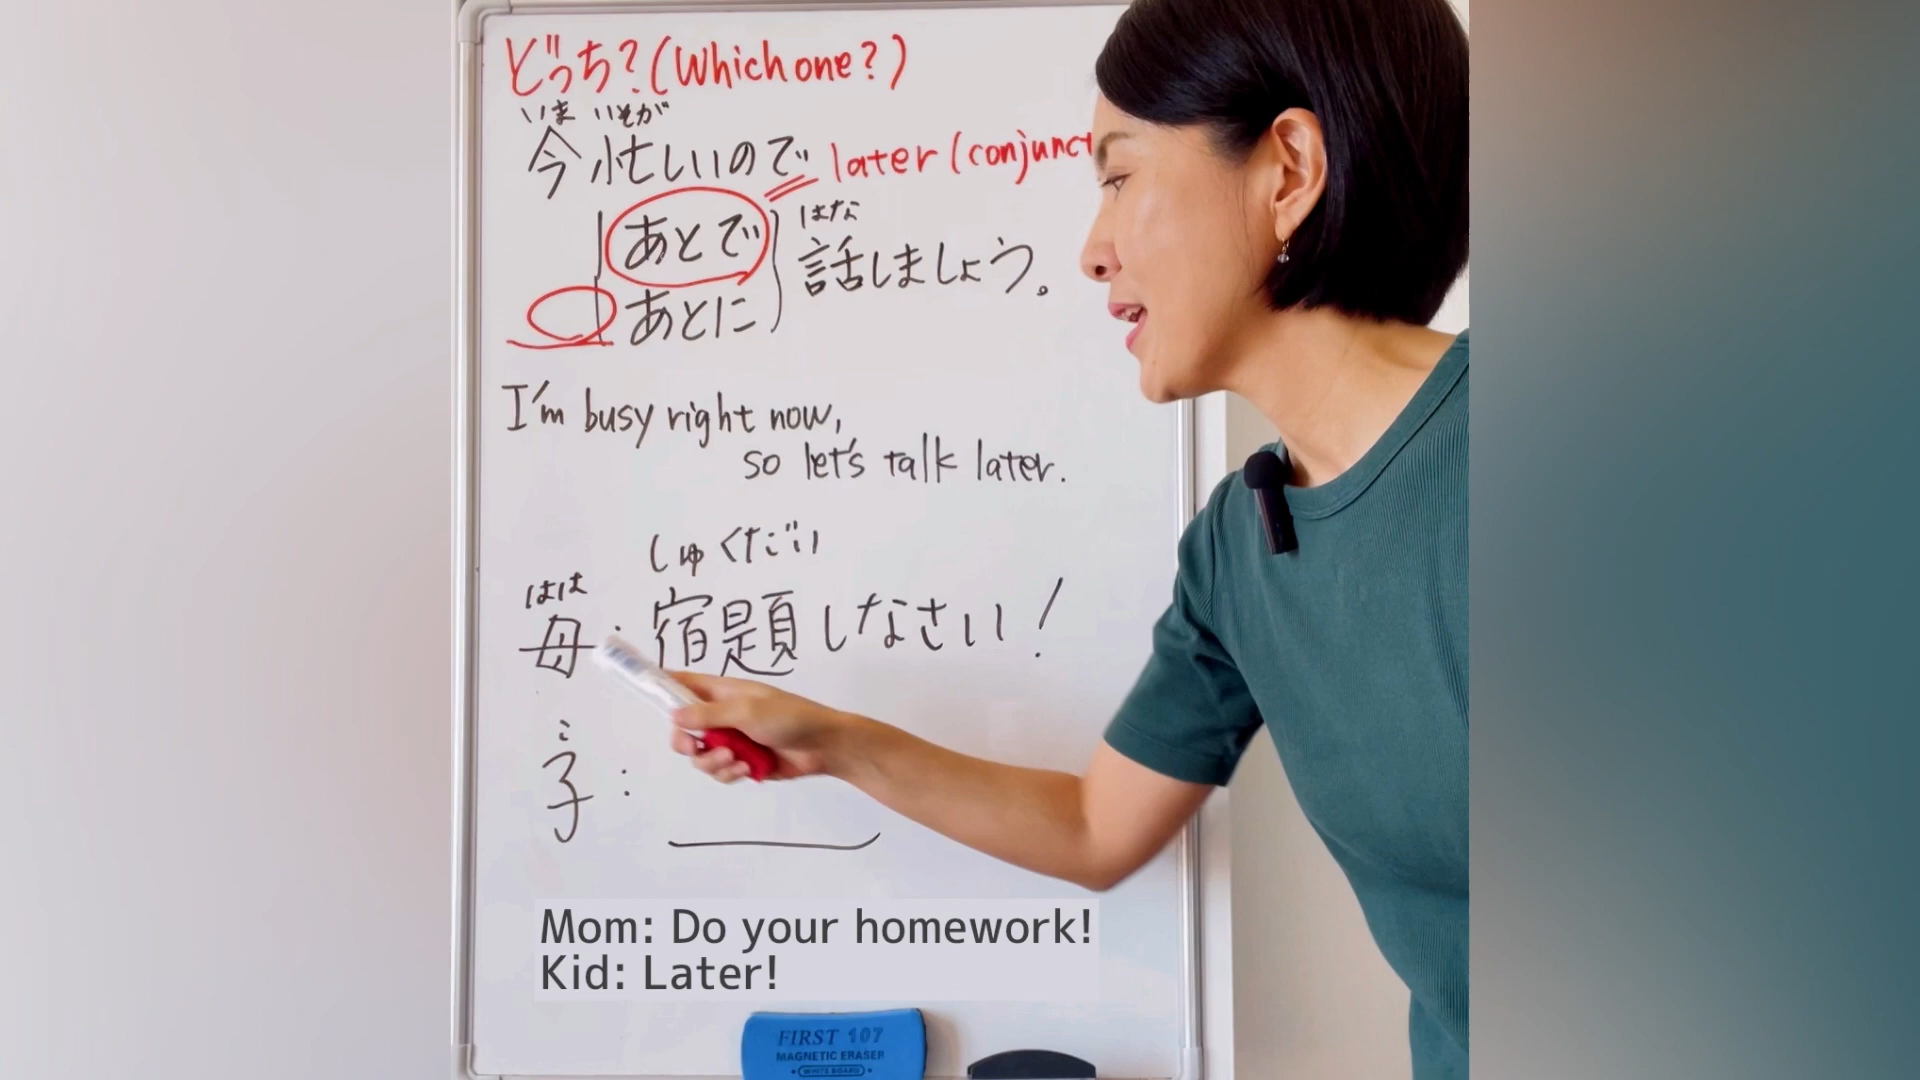 どっち?(Which one?)
いま いそが
今忙しいので later (conjunct
はな
あとで
話しましょう。
あとに
I'm busy right now,
so let's talk later.
しゅくだい
はは
母: 宿題しなさい!
こ
子:
Mom: Do your homework!
Kid: Later!
FIRST 107
MAGNETIC ERASER
WHITE BOARD